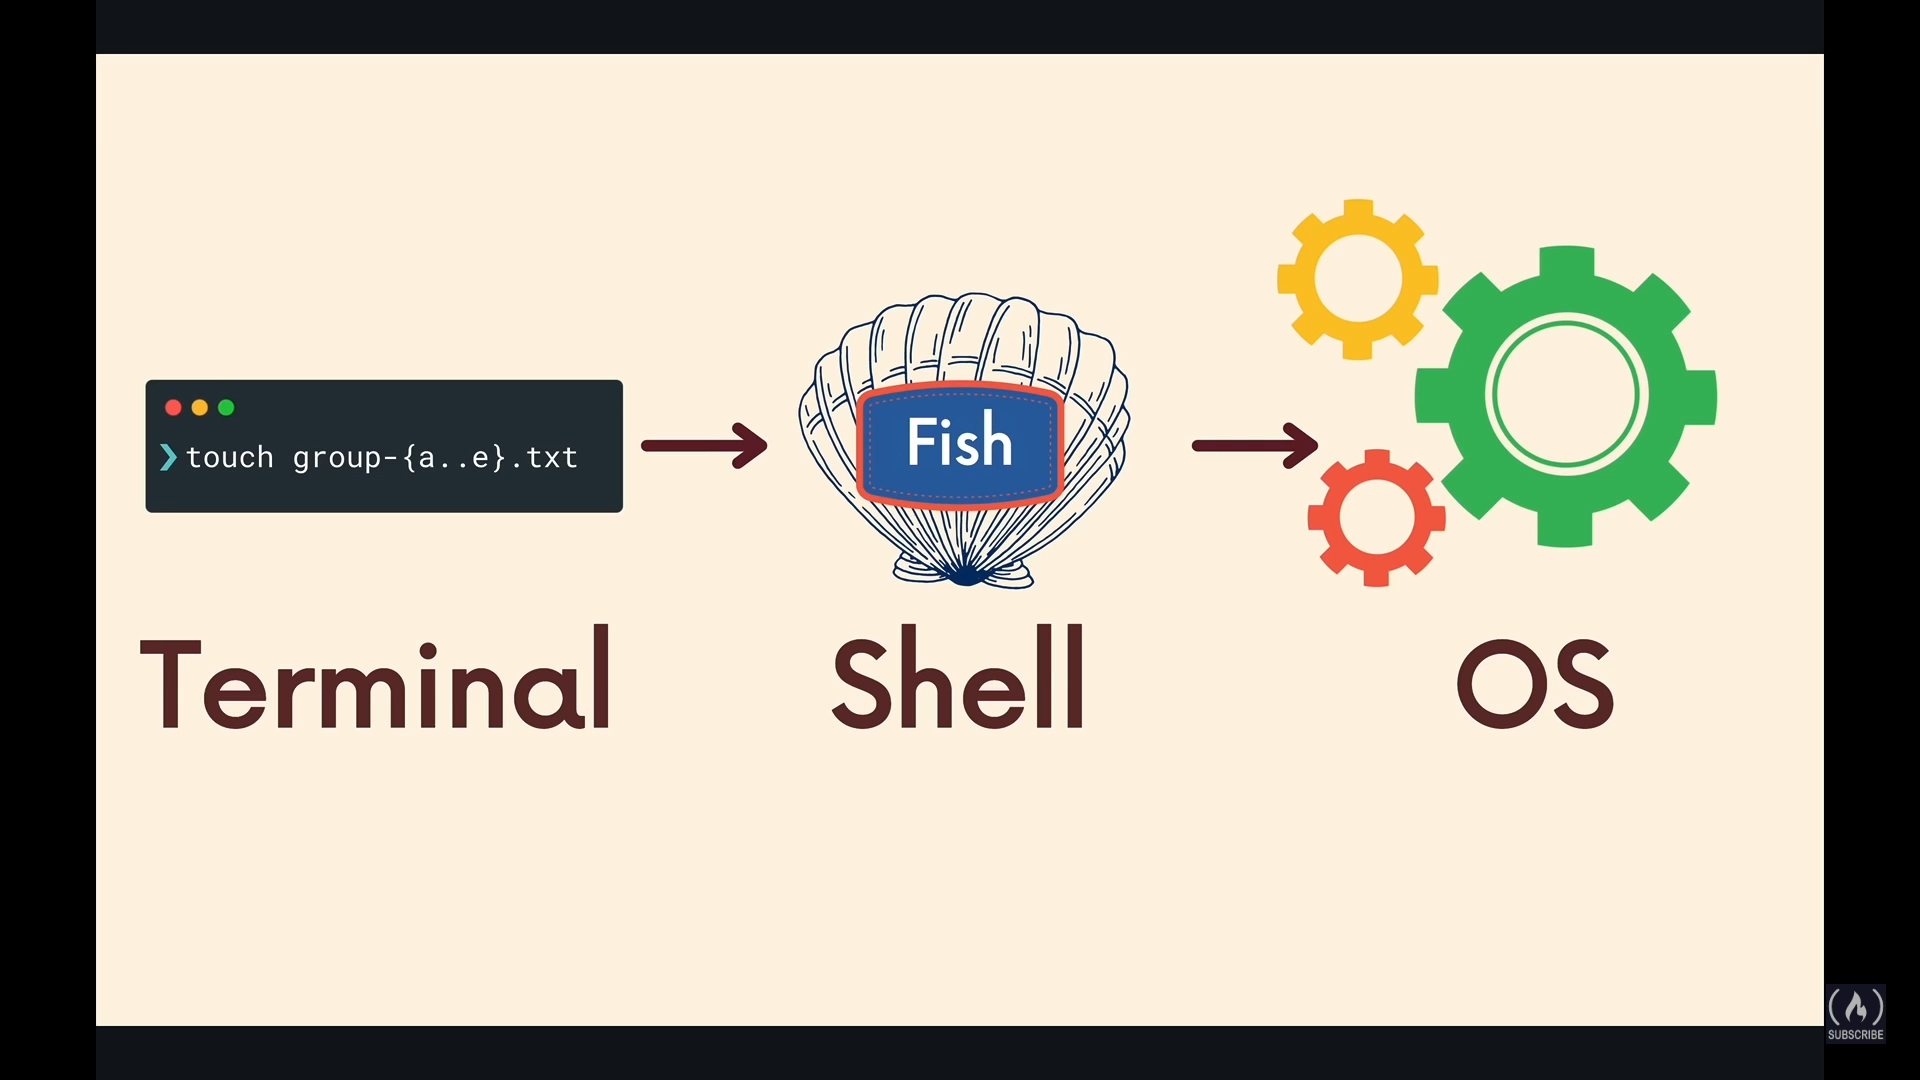 ❯touch group-{a..e}.txt
Fish
Terminal
Shell
OS
SUBSCRIBE